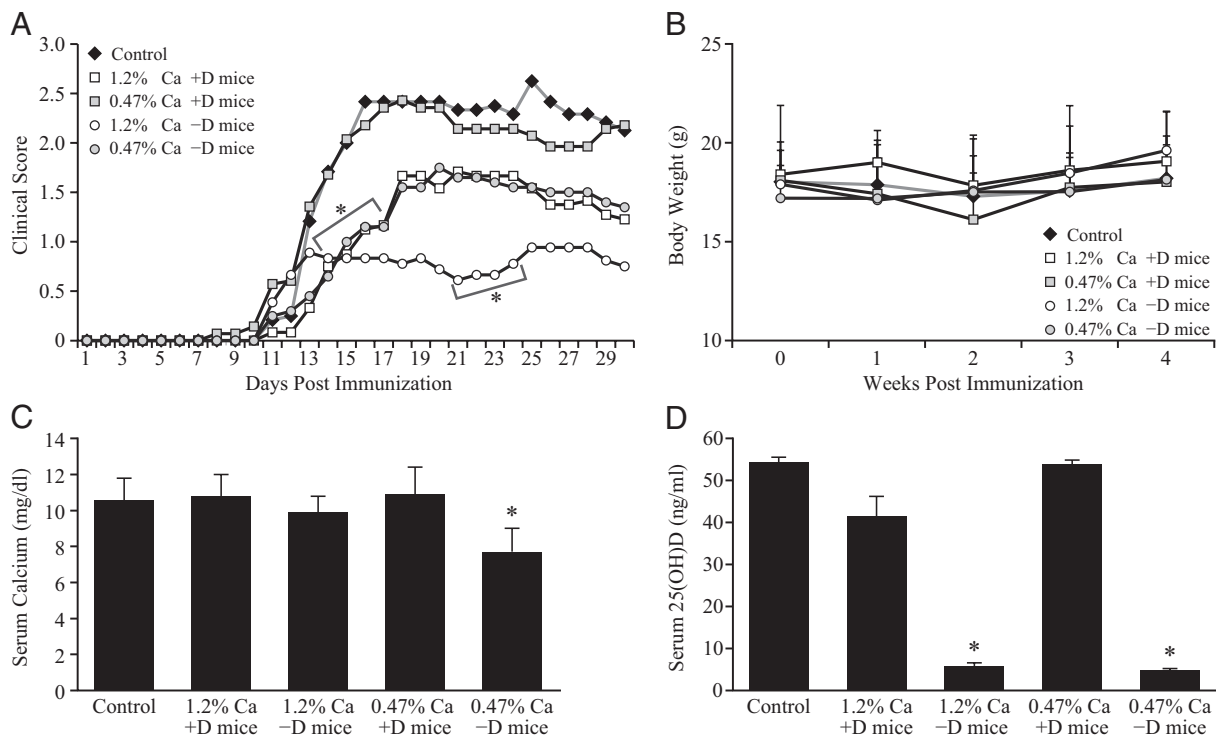 A
Clinical Score
3.0
2.5
2.0
1.5
1.0
0.5
0
Control
1.2% Ca +D mice
0.47% Ca +D mice
1.2% Ca −D mice
0.47% Ca −D mice
*
*
1 3 5 7 9 11 13 15 17 19 21 23 25 27 29
Days Post Immunization
B
Body Weight (g)
25
20
15
10
Control
1.2% Ca +D mice
0.47% Ca +D mice
1.2% Ca −D mice
0.47% Ca −D mice
0 1 2 3 4
Weeks Post Immunization
C
Serum Calcium (mg/dl)
14
12
10
8
6
4
2
0
*
Control 1.2% Ca 1.2% Ca 0.47% Ca 0.47% Ca
+D mice −D mice +D mice −D mice
D
Serum 25(OH)D (ng/ml)
60
50
40
30
20
10
0
* *
Control 1.2% Ca 1.2% Ca 0.47% Ca 0.47% Ca
+D mice −D mice +D mice −D mice